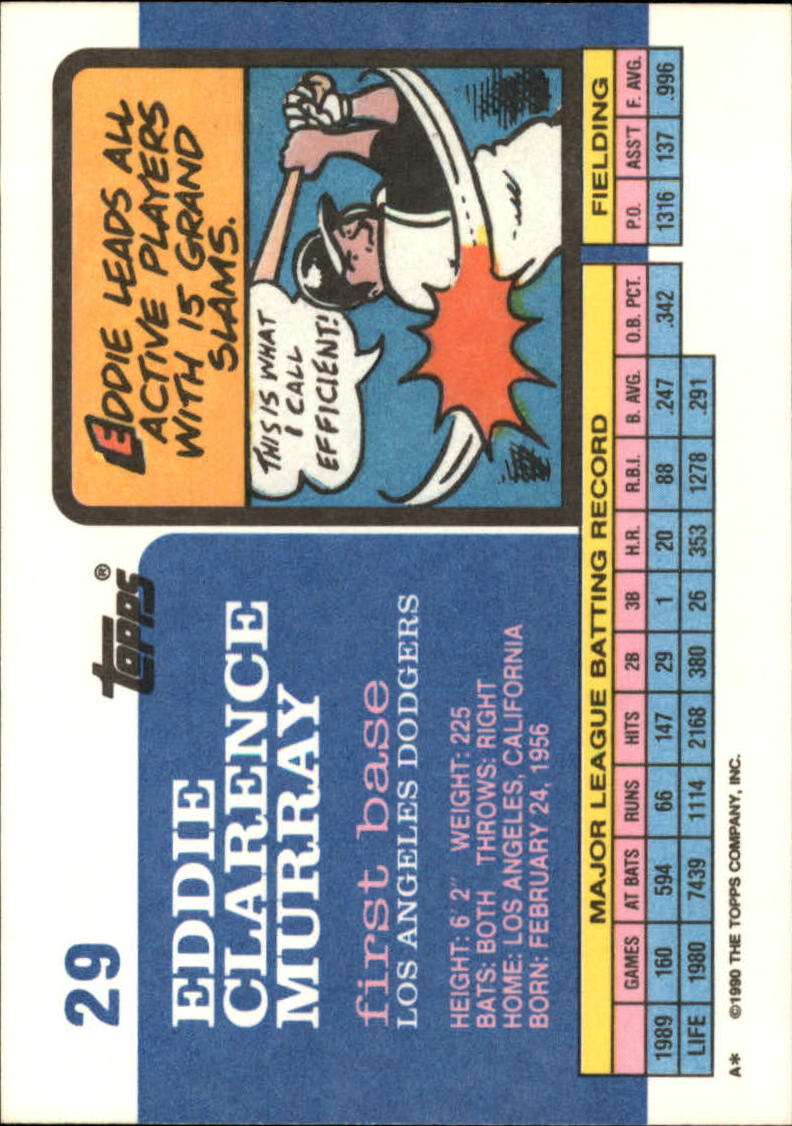 29
EDDIE
CLARENCE
MURRAY
first base
LOS ANGELES DODGERS
HEIGHT: 6' 2" WEIGHT: 225
BATS: BOTH THROWS: RIGHT
HOME: LOS ANGELES, CALIFORNIA
BORN: FEBRUARY 24, 1956
topps®
EDDIE LEADS ALL
ACTIVE PLAYERS
WITH 15 GRAND
SLAMS.
THIS IS WHAT
I CALL
EFFICIENT!
MAJOR LEAGUE BATTING RECORD
GAMES AT BATS RUNS HITS 2B 3B H.R. R.B.I. B. AVG. O.B. PCT.
1989 160 594 66 147 29 1 20 88 .247 .342
LIFE 1980 7439 1114 2168 380 26 353 1278 .291
FIELDING
P.O. ASS'T F. AVG.
1316 137 .996
A* ©1990 THE TOPPS COMPANY, INC.